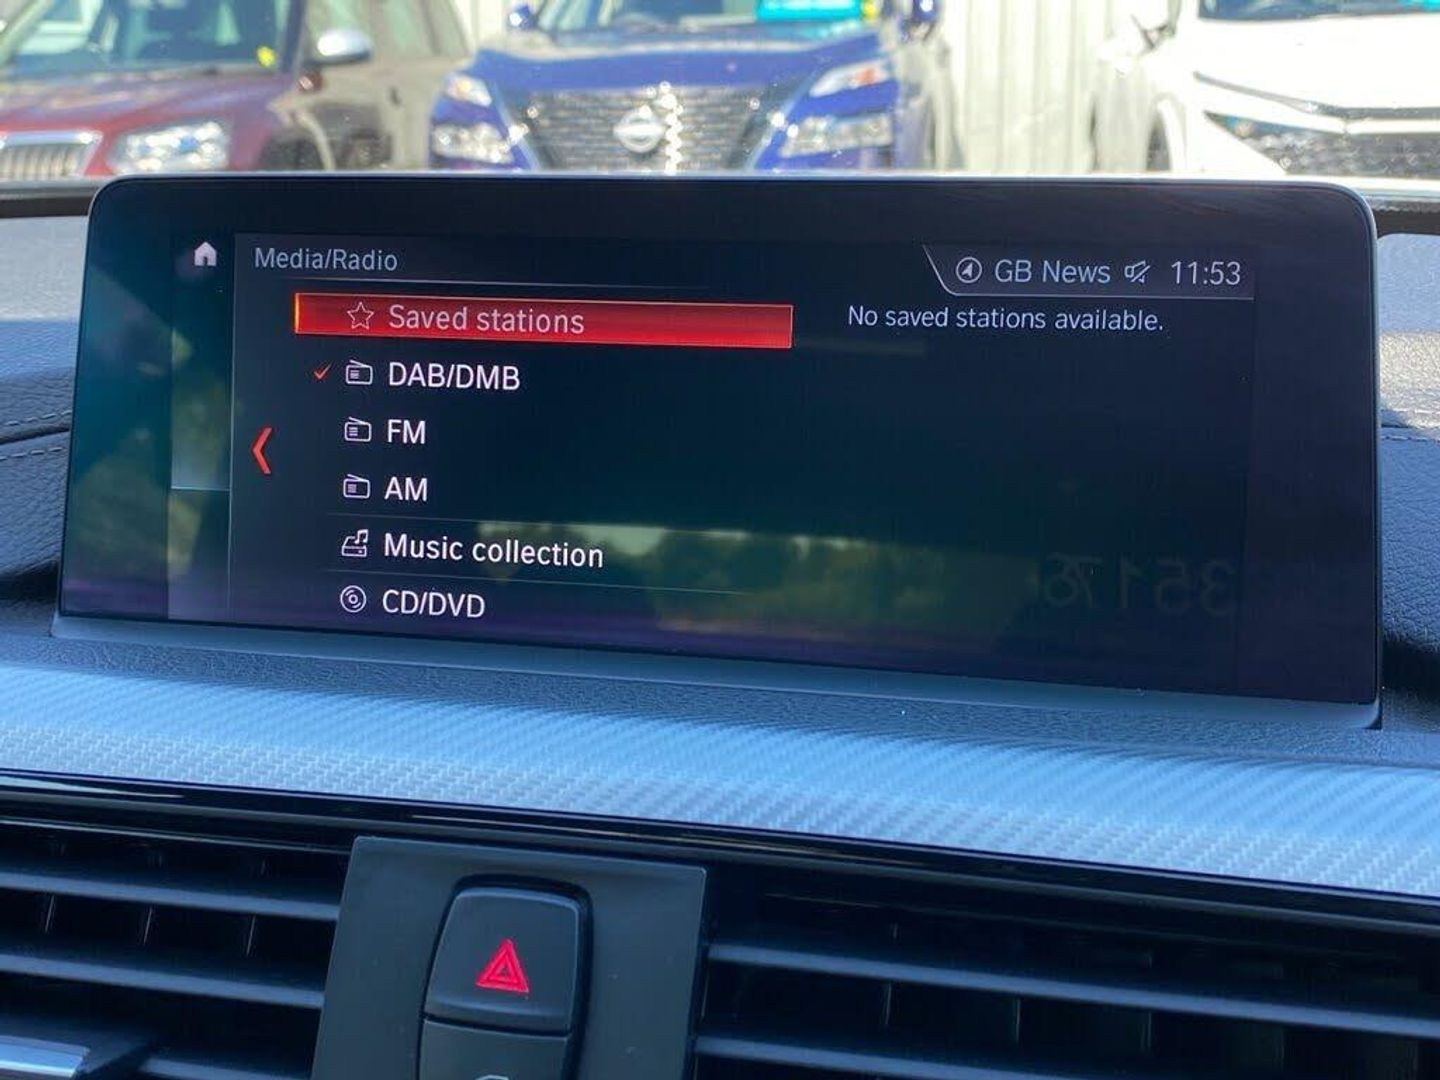 Media/Radio
GB News 11:53
Saved stations
No saved stations available.
DAB/DMB
FM
AM
Music collection
CD/DVD